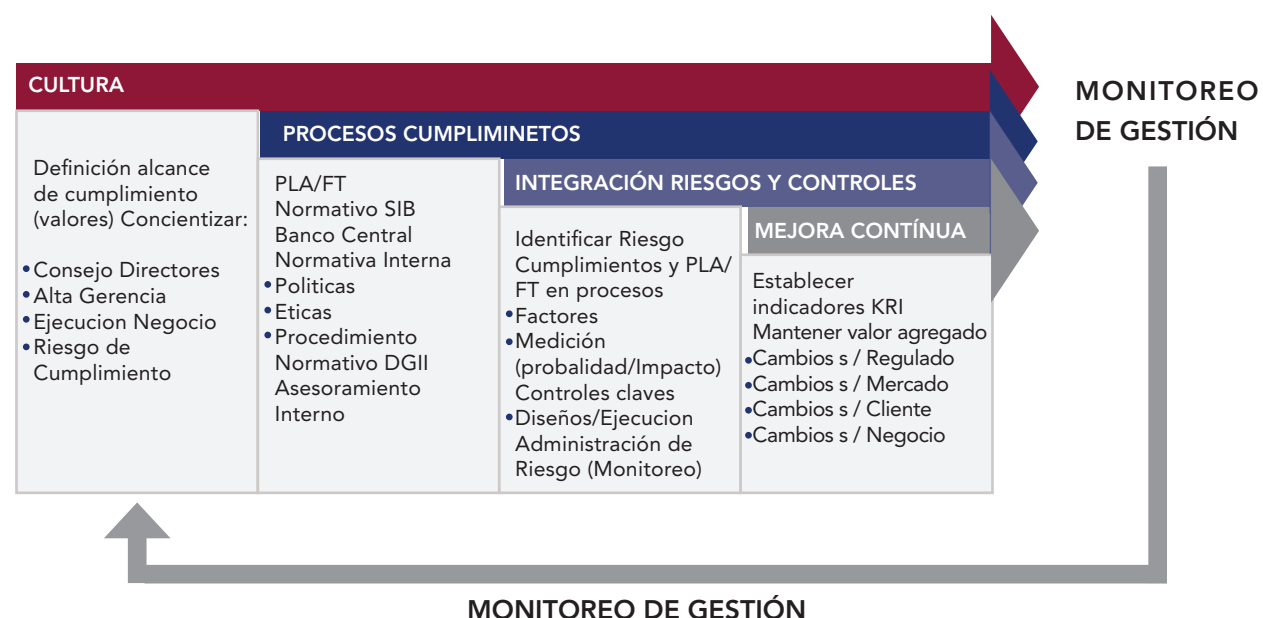 CULTURA
Definición alcance
de cumplimiento
(valores) Concientizar:
•Consejo Directores
•Alta Gerencia
•Ejecucion Negocio
•Riesgo de
Cumplimiento
PROCESOS CUMPLIMINETOS
PLA/FT
Normativo SIB
Banco Central
Normativa Interna
•Politicas
•Eticas
•Procedimiento
Normativo DGII
Asesoramiento
Interno
INTEGRACIÓN RIESGOS Y CONTROLES
Identificar Riesgo
Cumplimientos y PLA/
FT en procesos
•Factores
•Medición
(probalidad/Impacto)
Controles claves
•Diseños/Ejecucion
Administración de
Riesgo (Monitoreo)
MEJORA CONTÍNUA
Establecer
indicadores KRI
Mantener valor agregado
•Cambios s / Regulado
•Cambios s / Mercado
•Cambios s / Cliente
•Cambios s / Negocio
MONITOREO
DE GESTIÓN
MONITOREO DE GESTIÓN